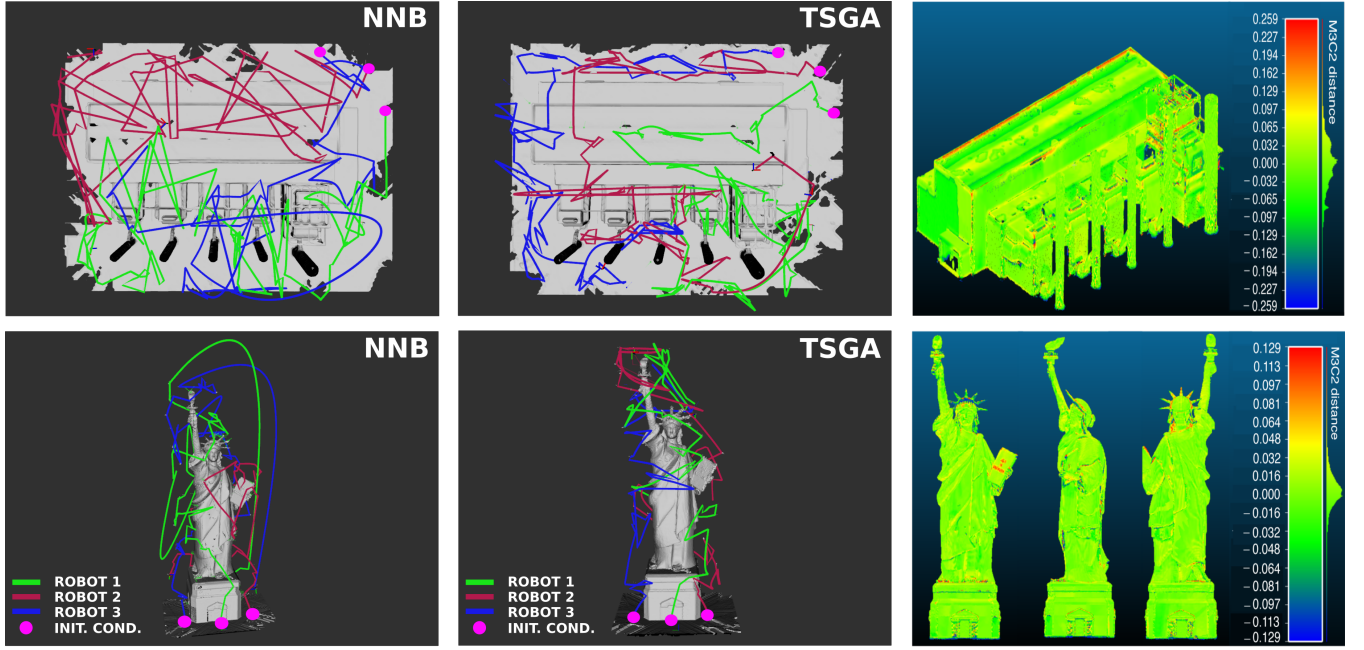 NNB
TSGA
0.259
0.227
0.194
0.162
0.129
0.097
0.065
0.032
0.000
−0.032
−0.065
−0.097
−0.129
−0.162
−0.194
−0.227
−0.259
M3C2 distance
NNB
ROBOT 1
ROBOT 2
ROBOT 3
INIT. COND.
TSGA
ROBOT 1
ROBOT 2
ROBOT 3
INIT. COND.
0.129
0.113
0.097
0.081
0.064
0.048
0.032
0.016
0.000
−0.016
−0.032
−0.048
−0.064
−0.081
−0.097
−0.113
−0.129
M3C2 distance